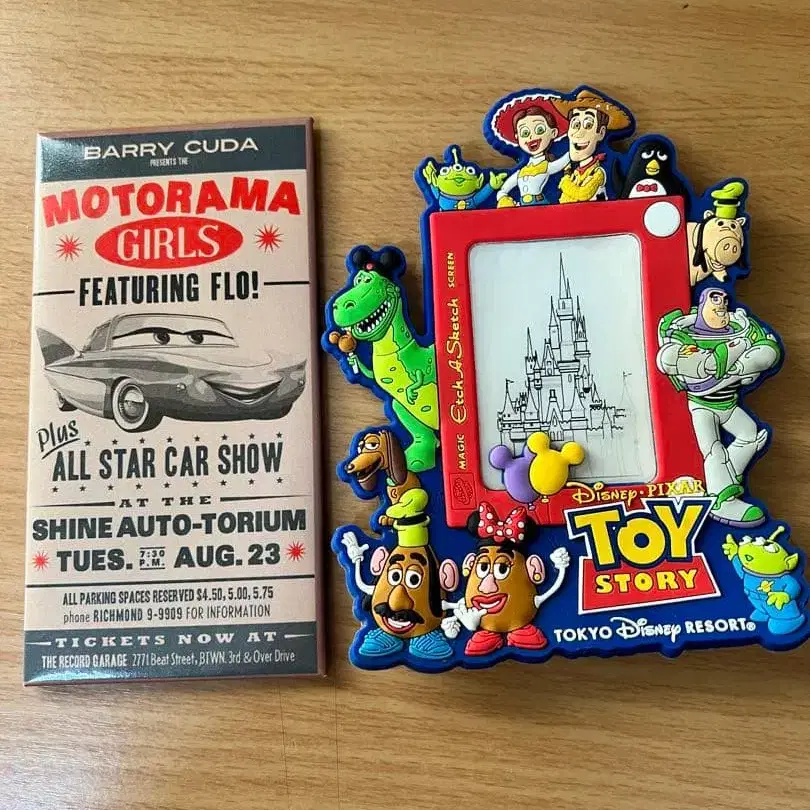 BARRY CUDA
PRESENTS THE
MOTORAMA
GIRLS
FEATURING FLO!
Plus
ALL STAR CAR SHOW
AT THE
SHINE AUTO-TORIUM
TUES. 7:30 P.M. AUG. 23
ALL PARKING SPACES RESERVED $4.50, 5.00, 5.75
phone RICHMOND 9-9909 FOR INFORMATION
TICKETS NOW AT
THE RECORD GARAGE 2771 Beat Street, BTWN. 3rd & Over Drive
MAGIC Etch A Sketch SCREEN
Disney · PIXAR
TOY
STORY
TOKYO Disney RESORT®